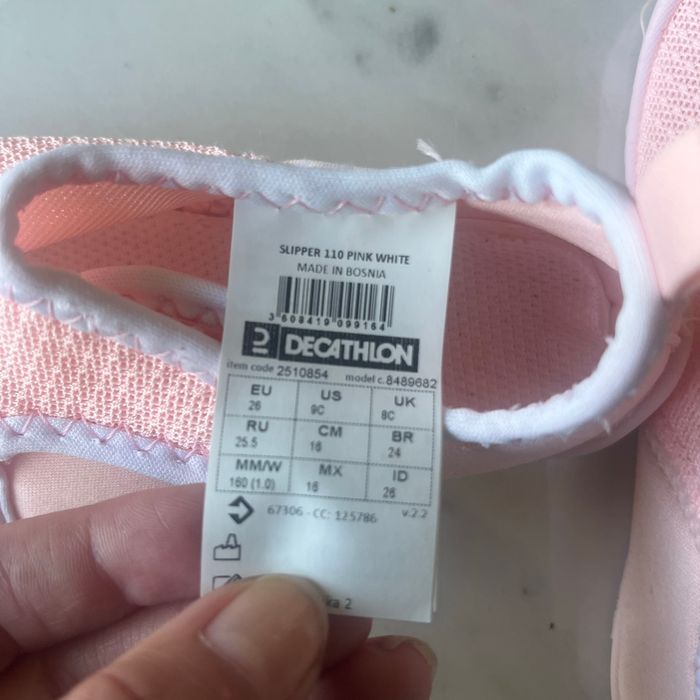 SLIPPER 110 PINK WHITE
MADE IN BOSNIA
3 608419 099164
DECATHLON
item code 2510854 model c.8489682
EU US UK
26 9C 8C
RU CM BR
25.5 16 24
MM/W MX ID
160 (1.0) 16 26
67306 - CC: 125786 v.2.2
2